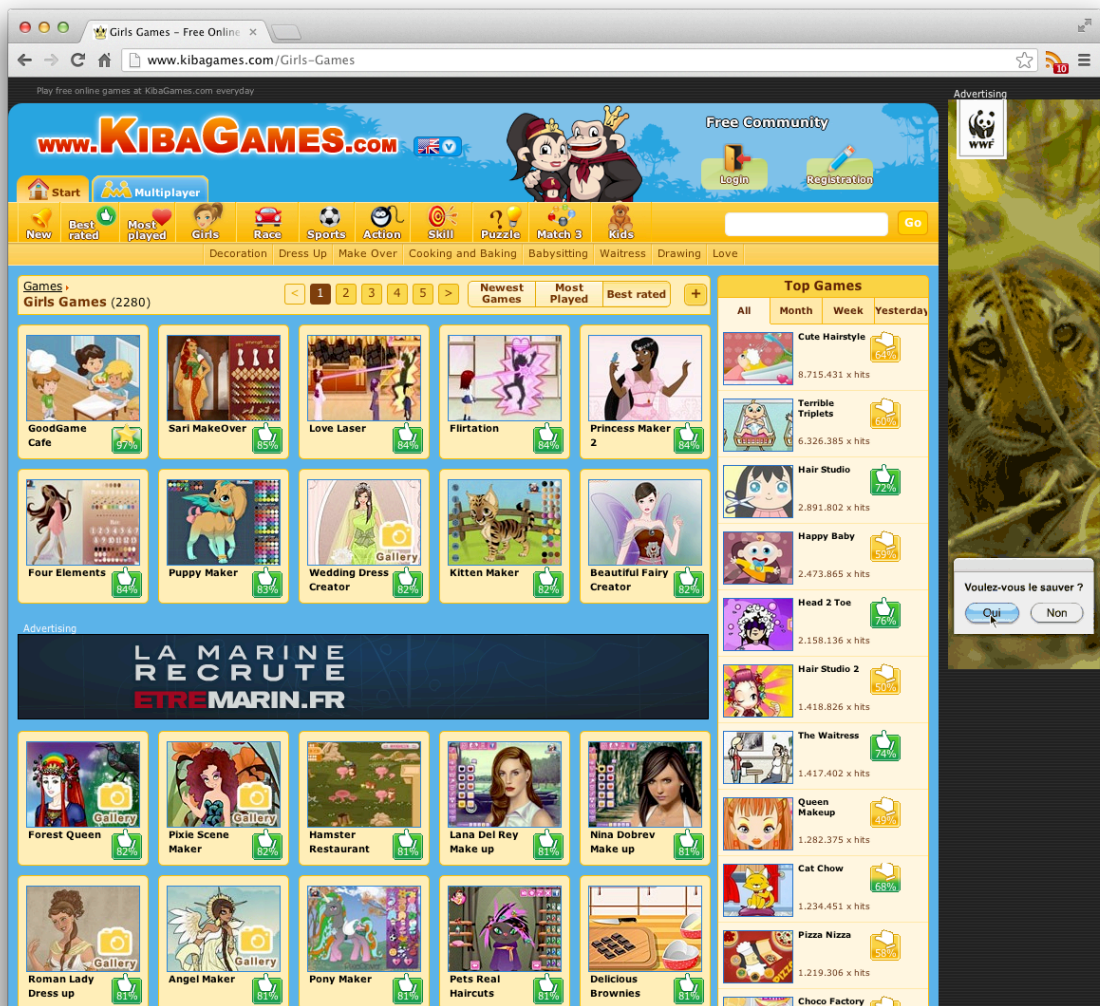 Girls Games – Free Online
www.kibagames.com/Girls-Games
10
Play free online games at KibaGames.com everyday
Advertising
WWF
www.KIBAGAMES.com
Free Community
Login
Registration
Start
Multiplayer
New
Best rated
Most played
Girls
Race
Sports
Action
Skill
Puzzle
Match 3
Kids
Go
Decoration
Dress Up
Make Over
Cooking and Baking
Babysitting
Waitress
Drawing
Love
Games
Girls Games (2280)
< 1 2 3 4 5 >
Newest Games
Most Played
Best rated
+
GoodGame Cafe
97%
Sari MakeOver
85%
Love Laser
84%
Flirtation
84%
Princess Maker 2
84%
Four Elements
84%
Puppy Maker
83%
Gallery
Wedding Dress Creator
82%
Kitten Maker
82%
Beautiful Fairy Creator
82%
Advertising
LA MARINE
RECRUTE
ETREMARIN.FR
Gallery
Forest Queen
82%
Gallery
Pixie Scene Maker
82%
Hamster Restaurant
81%
Lana Del Rey Make up
81%
Nina Dobrev Make up
81%
Gallery
Roman Lady Dress up
81%
Gallery
Angel Maker
81%
Pony Maker
81%
Pets Real Haircuts
81%
Delicious Brownies
81%
Top Games
All
Month
Week
Yesterday
Cute Hairstyle
64%
8.715.431 x hits
Terrible Triplets
60%
6.326.385 x hits
Hair Studio
72%
2.891.802 x hits
Happy Baby
59%
2.473.865 x hits
Head 2 Toe
76%
2.158.136 x hits
Hair Studio 2
50%
1.418.826 x hits
The Waitress
74%
1.417.402 x hits
Queen Makeup
49%
1.282.375 x hits
Cat Chow
68%
1.234.451 x hits
Pizza Nizza
58%
1.219.306 x hits
Choco Factory
Voulez-vous le sauver ?
Oui
Non